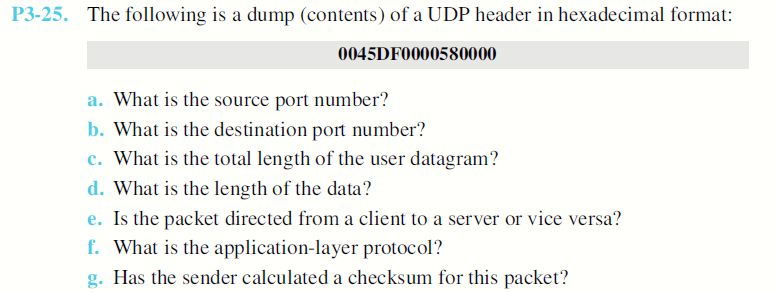 P3-25. The following is a dump (contents) of a UDP header in hexadecimal format:
0045DF0000580000
a. What is the source port number?
b. What is the destination port number?
c. What is the total length of the user datagram?
d. What is the length of the data?
e. Is the packet directed from a client to a server or vice versa?
f. What is the application-layer protocol?
g. Has the sender calculated a checksum for this packet?